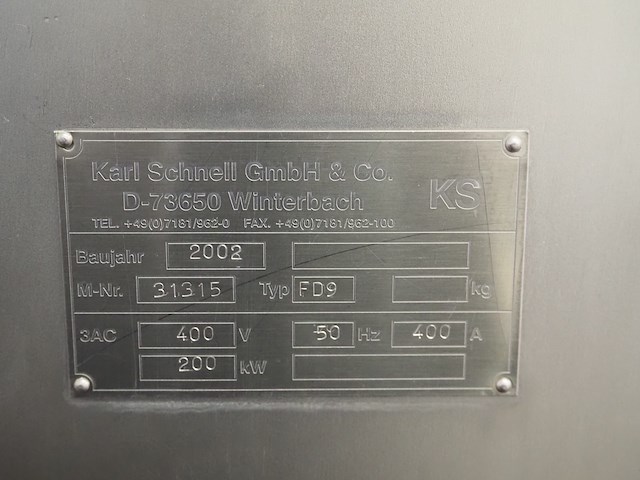 Karl Schnell GmbH & Co.
D-73650 Winterbach
KS
TEL. +49(0)7181/962-0 FAX. +49(0)7181/962-100
Baujahr 2002
M-Nr. 31315 Typ FD9 kg
3AC 400 V 50 Hz 400 A
200 kW